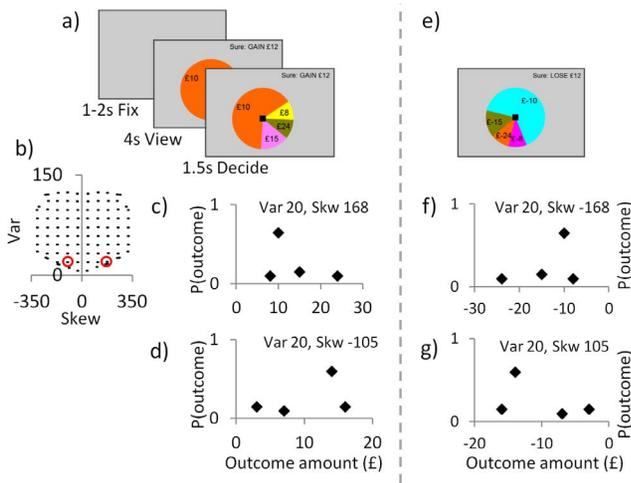 a)
Sure: GAIN £12
£10
Sure: GAIN £12
£10
£8
£24
£15
1-2s Fix
4s View
1.5s Decide
e)
Sure: LOSE £12
£-10
£-15
£-24
£-8
b)
150
Var
0
-350 0 350
Skew
c)
Var 20, Skw 168
P(outcome)
1
0
0 10 20 30
f)
Var 20, Skw -168
1
0
P(outcome)
-30 -20 -10 0
d)
Var 20, Skw -105
P(outcome)
1
0
0 10 20
Outcome amount (£)
g)
Var 20, Skw 105
1
0
P(outcome)
-20 -10 0
Outcome amount (£)